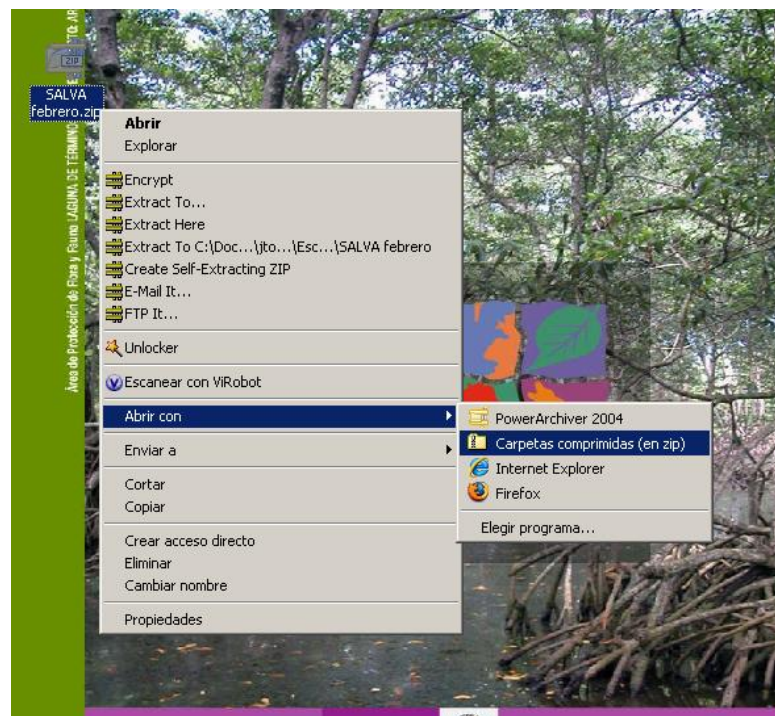 ZIP
SALVA
febrero.zip
Área de Protección de Flora y Fauna LAGUNA DE TÉRMINO
TO: AR
Abrir
Explorar
Encrypt
Extract To...
Extract Here
Extract To C:\Doc...\jto...\Esc...\SALVA febrero
Create Self-Extracting ZIP
E-Mail It...
FTP It...
Unlocker
Escanear con ViRobot
Abrir con
Enviar a
Cortar
Copiar
Crear acceso directo
Eliminar
Cambiar nombre
Propiedades
PowerArchiver 2004
Carpetas comprimidas (en zip)
Internet Explorer
Firefox
Elegir programa...